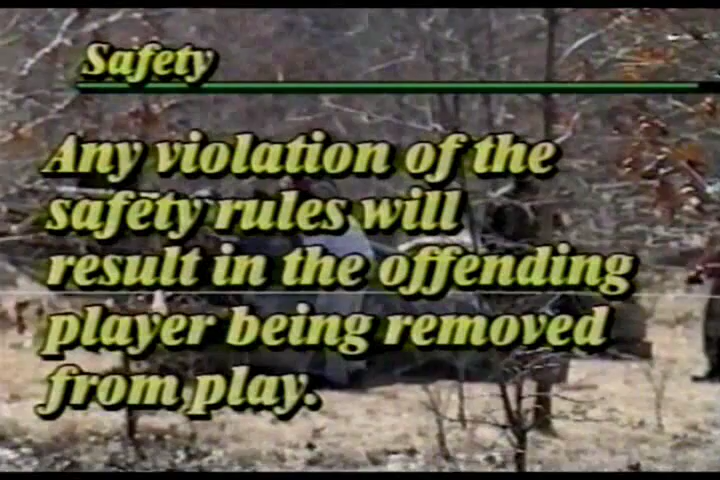 Safety
Any violation of the
safety rules will
result in the offending
player being removed
from play.